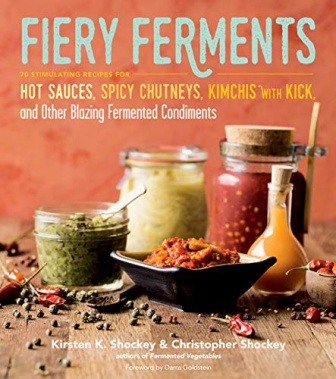 FIERY FERMENTS
70 STIMULATING RECIPES FOR
HOT SAUCES, SPICY CHUTNEYS, KIMCHIS WITH KICK,
and Other Blazing Fermented Condiments
Kirsten K. Shockey & Christopher Shockey
authors of Fermented Vegetables
Foreword by Darra Goldstein